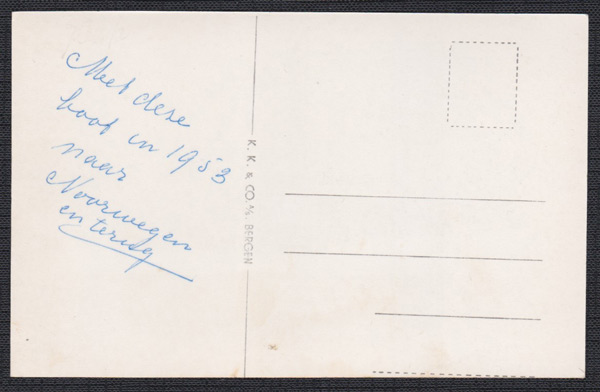 Met deze
boot in 1953
naar
Noorwegen
en terug
K. K. & CO. A/S. BERGEN